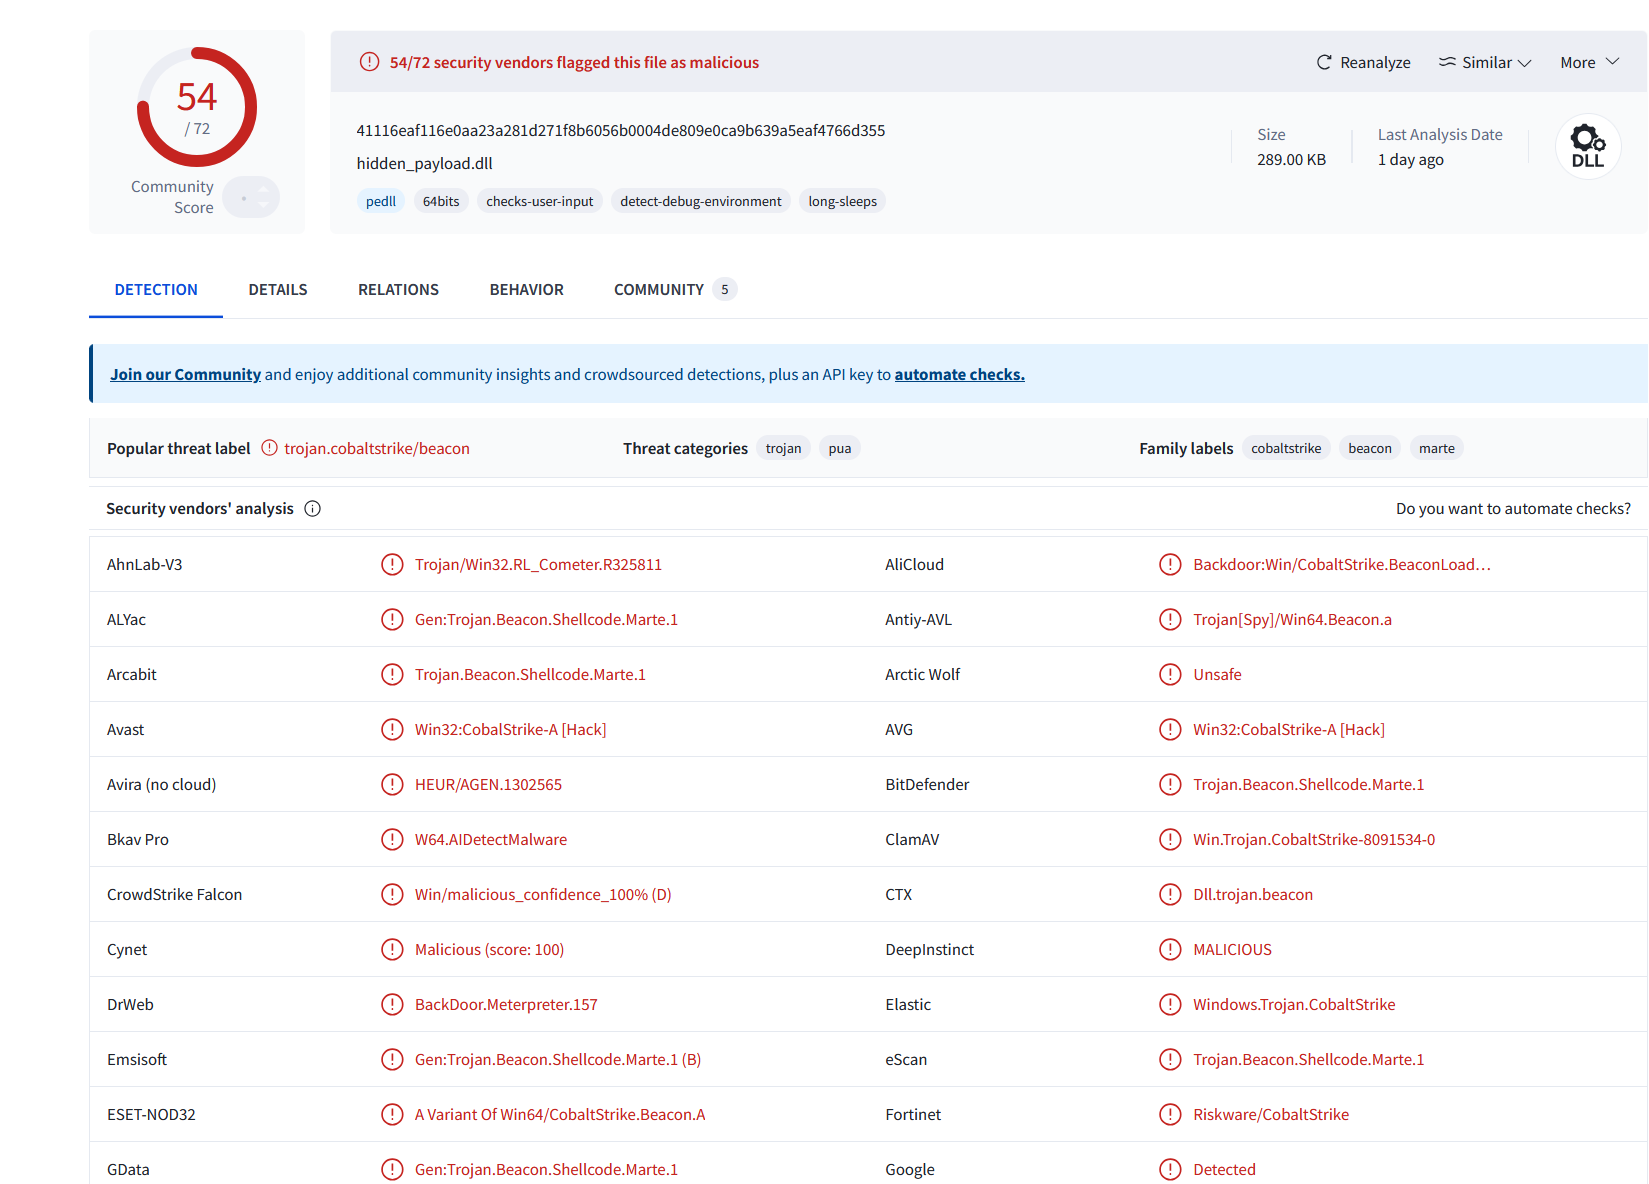 54
/ 72
Community
Score
54/72 security vendors flagged this file as malicious
Reanalyze
Similar
More
41116eaf116e0aa23a281d271f8b6056b0004de809e0ca9b639a5eaf4766d355
hidden_payload.dll
Size
289.00 KB
Last Analysis Date
1 day ago
DLL
pedll
64bits
checks-user-input
detect-debug-environment
long-sleeps
DETECTION
DETAILS
RELATIONS
BEHAVIOR
COMMUNITY 5
Join our Community and enjoy additional community insights and crowdsourced detections, plus an API key to automate checks.
Popular threat label trojan.cobaltstrike/beacon
Threat categories trojan pua
Family labels cobaltstrike beacon marte
Security vendors' analysis
Do you want to automate checks?
AhnLab-V3 Trojan/Win32.RL_Cometer.R325811
AliCloud Backdoor:Win/CobaltStrike.BeaconLoad…
ALYac Gen:Trojan.Beacon.Shellcode.Marte.1
Antiy-AVL Trojan[Spy]/Win64.Beacon.a
Arcabit Trojan.Beacon.Shellcode.Marte.1
Arctic Wolf Unsafe
Avast Win32:CobalStrike-A [Hack]
AVG Win32:CobalStrike-A [Hack]
Avira (no cloud) HEUR/AGEN.1302565
BitDefender Trojan.Beacon.Shellcode.Marte.1
Bkav Pro W64.AIDetectMalware
ClamAV Win.Trojan.CobaltStrike-8091534-0
CrowdStrike Falcon Win/malicious_confidence_100% (D)
CTX Dll.trojan.beacon
Cynet Malicious (score: 100)
DeepInstinct MALICIOUS
DrWeb BackDoor.Meterpreter.157
Elastic Windows.Trojan.CobaltStrike
Emsisoft Gen:Trojan.Beacon.Shellcode.Marte.1 (B)
eScan Trojan.Beacon.Shellcode.Marte.1
ESET-NOD32 A Variant Of Win64/CobaltStrike.Beacon.A
Fortinet Riskware/CobaltStrike
GData Gen:Trojan.Beacon.Shellcode.Marte.1
Google Detected